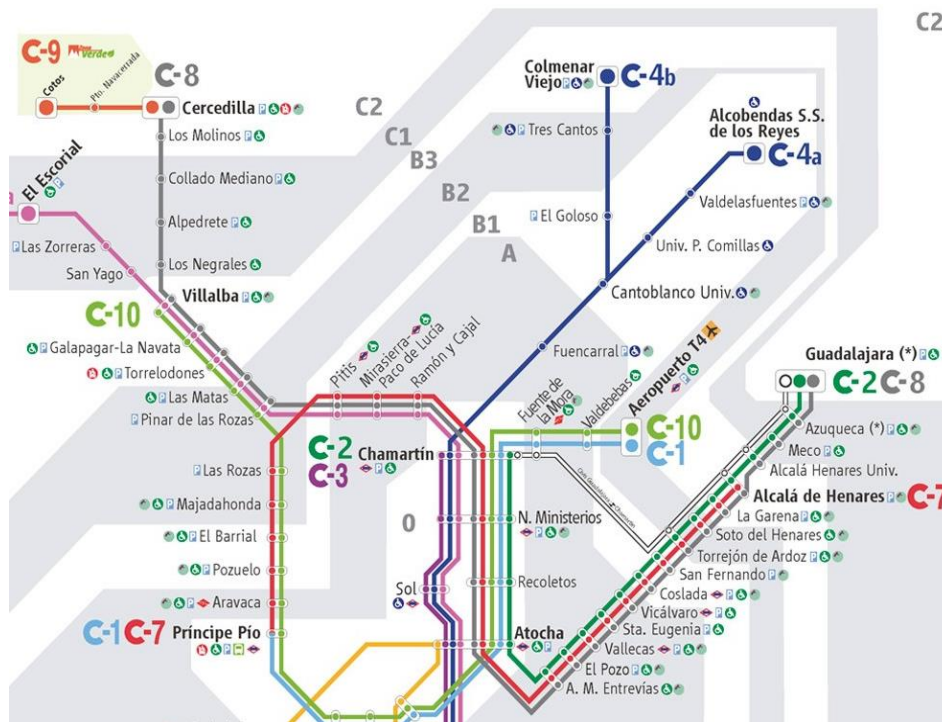 C2
C-9
Línea verde
Cotos
Pto. Navacerrada
C-8
Cercedilla
Los Molinos
Collado Mediano
Alpedrete
Los Negrales
Villalba
El Escorial
Las Zorreras
San Yago
C-10
Galapagar-La Navata
Torrelodones
Las Matas
Pinar de las Rozas
C2
C1
B3
B2
B1
A
0
Colmenar
Viejo
C-4b
Tres Cantos
El Goloso
Alcobendas S.S.
de los Reyes
C-4a
Valdelasfuentes
Univ. P. Comillas
Cantoblanco Univ.
Fuencarral
Pitis
Mirasierra-
Paco de Lucía
Ramón y Cajal
C-2
C-3
Chamartín
Fuente de
la Mora
Valdebebas
Aeropuerto T4
C-10
C-1
Guadalajara (*)
C-2 C-8
Azuqueca (*)
Meco
Alcalá Henares Univ.
Alcalá de Henares
C-7
La Garena
Soto del Henares
Torrejón de Ardoz
San Fernando
Coslada
Vicálvaro
Sta. Eugenia
Vallecas
El Pozo
A. M. Entrevías
Las Rozas
Majadahonda
El Barrial
Pozuelo
Aravaca
C-1 C-7
Príncipe Pío
N. Ministerios
Recoletos
Sol
Atocha